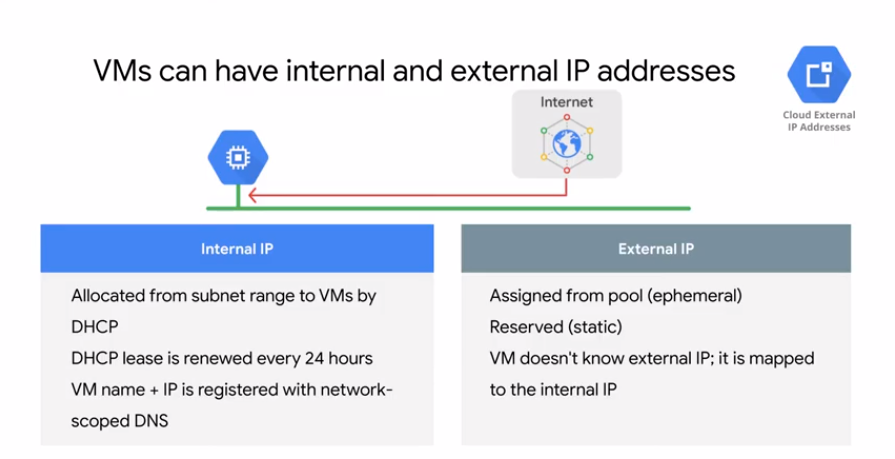 VMs can have internal and external IP addresses
Cloud External
IP Addresses
Internet
Internal IP
Allocated from subnet range to VMs by
DHCP
DHCP lease is renewed every 24 hours
VM name + IP is registered with network-
scoped DNS
External IP
Assigned from pool (ephemeral)
Reserved (static)
VM doesn't know external IP; it is mapped
to the internal IP